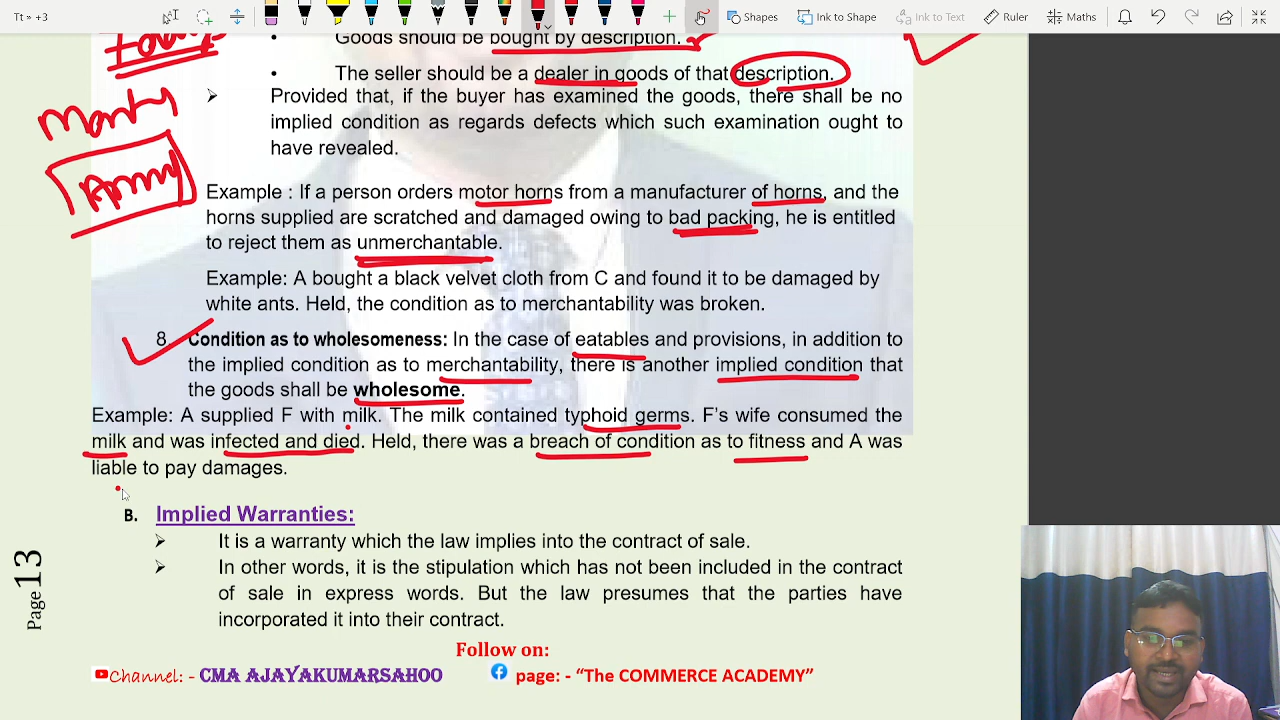 Tt > +3
Shapes
Ink to Shape
Ink to Text
Ruler
Maths
• Goods should be bought by description.
• The seller should be a dealer in goods of that description.
➢ Provided that, if the buyer has examined the goods, there shall be no
implied condition as regards defects which such examination ought to
have revealed.
Example : If a person orders motor horns from a manufacturer of horns, and the
horns supplied are scratched and damaged owing to bad packing, he is entitled
to reject them as unmerchantable.
Example: A bought a black velvet cloth from C and found it to be damaged by
white ants. Held, the condition as to merchantability was broken.
8. Condition as to wholesomeness: In the case of eatables and provisions, in addition to
the implied condition as to merchantability, there is another implied condition that
the goods shall be wholesome.
Example: A supplied F with milk. The milk contained typhoid germs. F's wife consumed the
milk and was infected and died. Held, there was a breach of condition as to fitness and A was
liable to pay damages.
B. Implied Warranties:
➢ It is a warranty which the law implies into the contract of sale.
➢ In other words, it is the stipulation which has not been included in the contract
of sale in express words. But the law presumes that the parties have
incorporated it into their contract.
Page 13
Follow on:
Channel: - CMA AJAYAKUMARSAHOO
page: - “The COMMERCE ACADEMY”